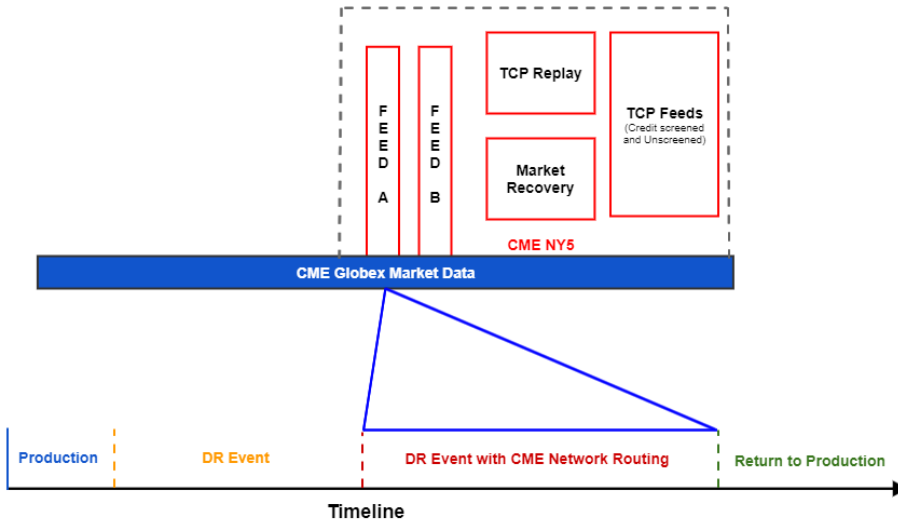 F
E
E
D
A
F
E
E
D
B
TCP Replay
Market
Recovery
TCP Feeds
(Credit screened
and Unscreened)
CME NY5
CME Globex Market Data
Production
DR Event
DR Event with CME Network Routing
Return to Production
Timeline